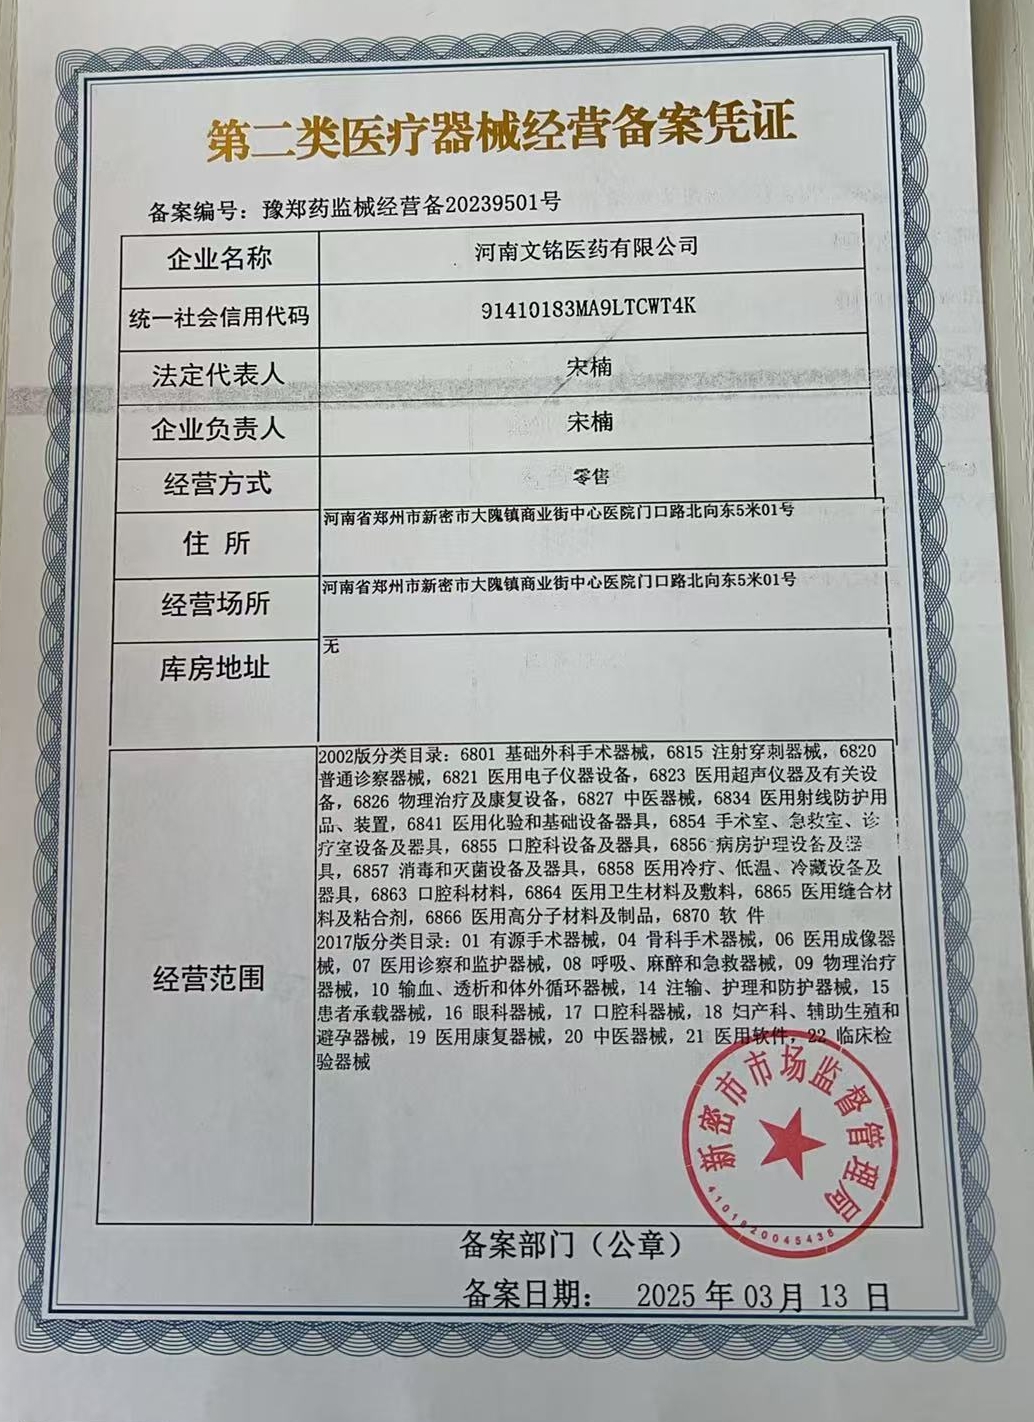 第二类医疗器械经营备案凭证
备案编号：豫郑药监械经营备20239501号
企业名称 河南文铭医药有限公司
统一社会信用代码 91410183MA9LTCWT4K
法定代表人 宋楠
企业负责人 宋楠
经营方式 零售
住 所 河南省郑州市新密市大隗镇商业街中心医院门口路北向东5米01号
经营场所 河南省郑州市新密市大隗镇商业街中心医院门口路北向东5米01号
库房地址 无
经营范围
2002版分类目录：6801 基础外科手术器械，6815 注射穿刺器械，6820
普通诊察器械，6821 医用电子仪器设备，6823 医用超声仪器及有关设
备，6826 物理治疗及康复设备，6827 中医器械，6834 医用射线防护用
品、装置，6841 医用化验和基础设备器具，6854 手术室、急救室、诊
疗室设备及器具，6855 口腔科设备及器具，6856 病房护理设备及器
具，6857 消毒和灭菌设备及器具，6858 医用冷疗、低温、冷藏设备及
器具，6863 口腔科材料，6864 医用卫生材料及敷料，6865 医用缝合材
料及粘合剂，6866 医用高分子材料及制品，6870 软 件
2017版分类目录：01 有源手术器械，04 骨科手术器械，06 医用成像器
械，07 医用诊察和监护器械，08 呼吸、麻醉和急救器械，09 物理治疗
器械，10 输血、透析和体外循环器械，14 注输、护理和防护器械，15
患者承载器械，16 眼科器械，17 口腔科器械，18 妇产科、辅助生殖和
避孕器械，19 医用康复器械，20 中医器械，21 医用软件，22 临床检
验器械
新密市市场监督管理局
4101820045436
备案部门（公章）
备案日期： 2025 年 03 月 13 日